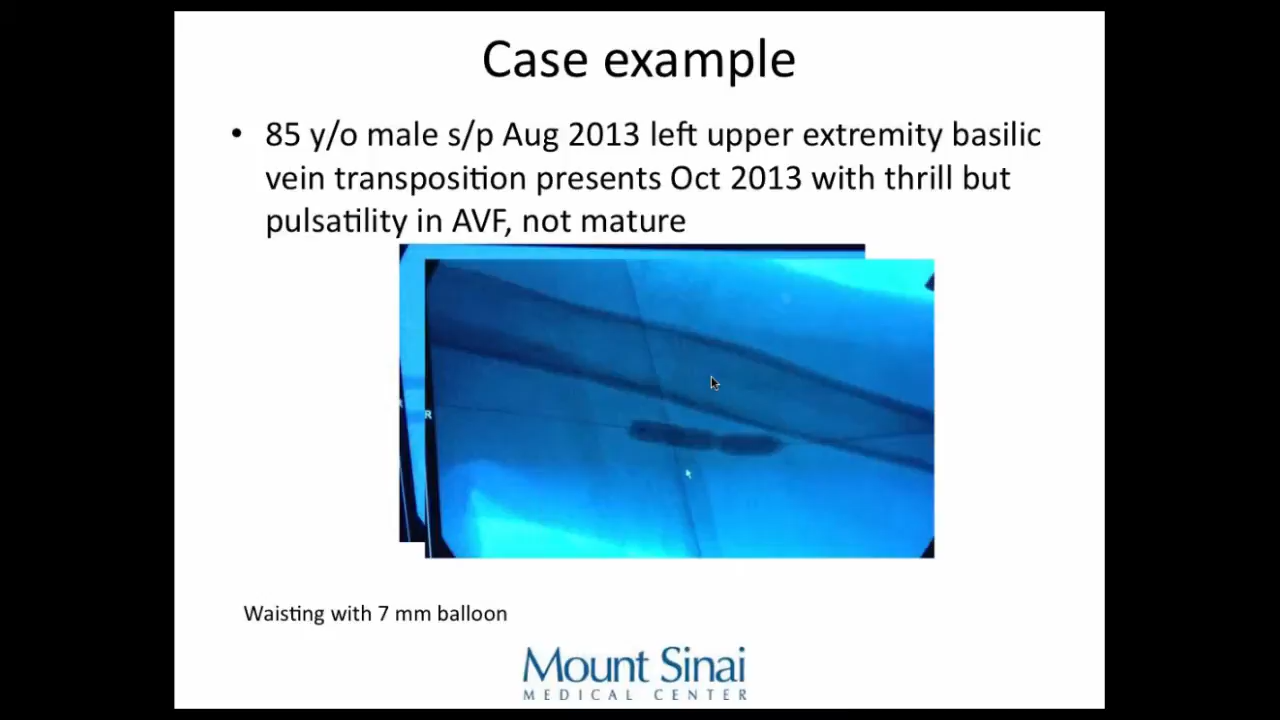 Case example
• 85 y/o male s/p Aug 2013 left upper extremity basilic
vein transposition presents Oct 2013 with thrill but
pulsatility in AVF, not mature
R
Waisting with 7 mm balloon
Mount Sinai
MEDICAL CENTER